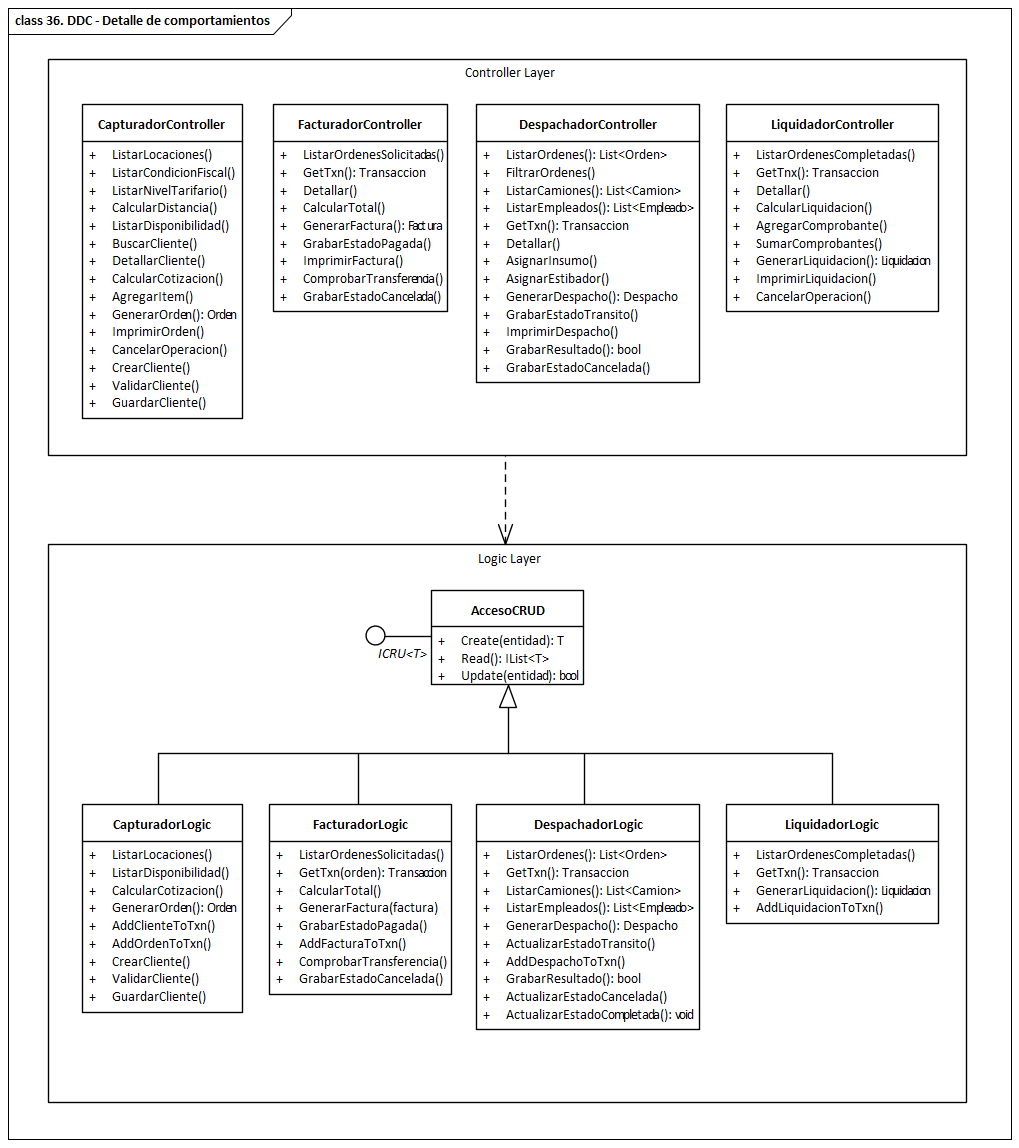 class 36. DDC - Detalle de comportamientos
Controller Layer
CapturadorController
+ ListarLocaciones()
+ ListarCondicionFiscal()
+ ListarNivelTarifario()
+ CalcularDistancia()
+ ListarDisponibilidad()
+ BuscarCliente()
+ DetallarCliente()
+ CalcularCotizacion()
+ AgregarItem()
+ GenerarOrden(): Orden
+ ImprimirOrden()
+ CancelarOperacion()
+ CrearCliente()
+ ValidarCliente()
+ GuardarCliente()
FacturadorController
+ ListarOrdenesSolicitadas()
+ GetTxn(): Transaccion
+ Detallar()
+ CalcularTotal()
+ GenerarFactura(): Factura
+ GrabarEstadoPagada()
+ ImprimirFactura()
+ ComprobarTransferencia()
+ GrabarEstadoCancelada()
DespachadorController
+ ListarOrdenes(): List<Orden>
+ FiltrarOrdenes()
+ ListarCamiones(): List<Camion>
+ ListarEmpleados(): List<Empleado>
+ GetTxn(): Transaccion
+ Detallar()
+ AsignarInsumo()
+ AsignarEstibador()
+ GenerarDespacho(): Despacho
+ GrabarEstadoTransito()
+ ImprimirDespacho()
+ GrabarResultado(): bool
+ GrabarEstadoCancelada()
LiquidadorController
+ ListarOrdenesCompletadas()
+ GetTnx(): Transaccion
+ Detallar()
+ CalcularLiquidacion()
+ AgregarComprobante()
+ SumarComprobantes()
+ GenerarLiquidacion(): Liquidacion
+ ImprimirLiquidacion()
+ CancelarOperacion()
Logic Layer
AccesoCRUD
+ Create(entidad): T
+ Read(): IList<T>
+ Update(entidad): bool
ICRU<T>
CapturadorLogic
+ ListarLocaciones()
+ ListarDisponibilidad()
+ CalcularCotizacion()
+ GenerarOrden(): Orden
+ AddClienteToTxn()
+ AddOrdenToTxn()
+ CrearCliente()
+ ValidarCliente()
+ GuardarCliente()
FacturadorLogic
+ ListarOrdenesSolicitadas()
+ GetTxn(orden): Transaccion
+ CalcularTotal()
+ GenerarFactura(factura)
+ GrabarEstadoPagada()
+ AddFacturaToTxn()
+ ComprobarTransferencia()
+ GrabarEstadoCancelada()
DespachadorLogic
+ ListarOrdenes(): List<Orden>
+ GetTxn(): Transaccion
+ ListarCamiones(): List<Camion>
+ ListarEmpleados(): List<Empleado>
+ GenerarDespacho(): Despacho
+ ActualizarEstadoTransito()
+ AddDespachoToTxn()
+ GrabarResultado(): bool
+ ActualizarEstadoCancelada()
+ ActualizarEstadoCompletada(): void
LiquidadorLogic
+ ListarOrdenesCompletadas()
+ GetTxn(): Transaccion
+ GenerarLiquidacion(): Liquidacion
+ AddLiquidacionToTxn()